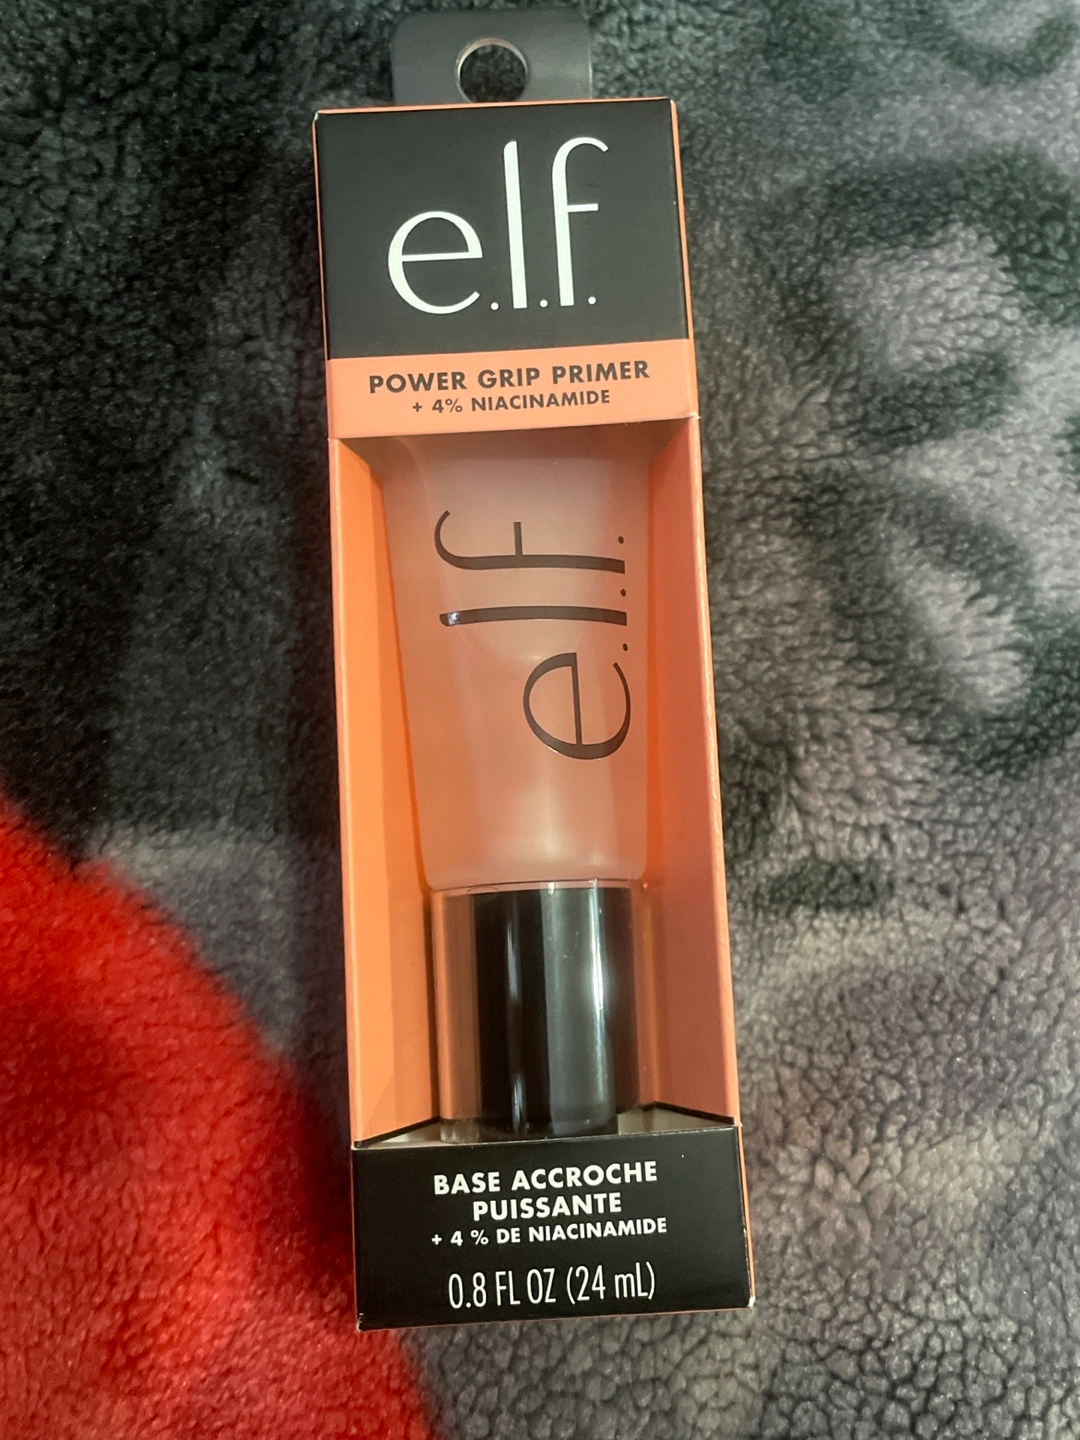 e.l.f.
POWER GRIP PRIMER
+ 4% NIACINAMIDE
e.l.f.
BASE ACCROCHE
PUISSANTE
+ 4 % DE NIACINAMIDE
0.8 FL OZ (24 mL)